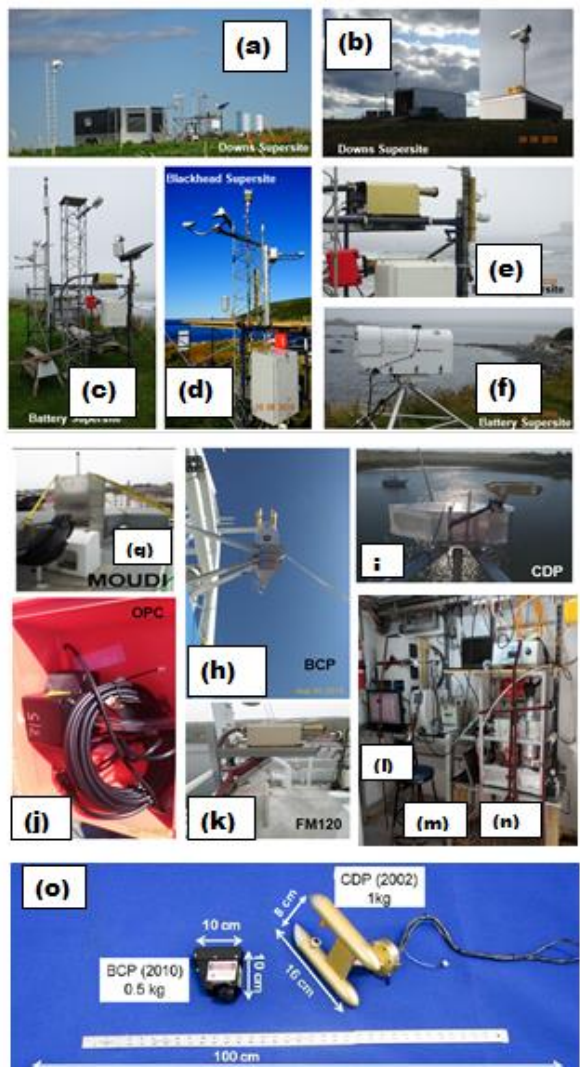 (a)
Downs Supersite
(b)
Downs Supersite
(c)
Battery Supersite
Blackhead Supersite
(d)
(e)
(f)
Battery Supersite
(g)
MOUDI
(h)
BCP
i
CDP
OPC
(j)
(k)
FM120
(l)
(m)
(n)
(o)
CDP (2002)
1kg
8 cm
16 cm
10 cm
10 cm
BCP (2010)
0.5 kg
100 cm